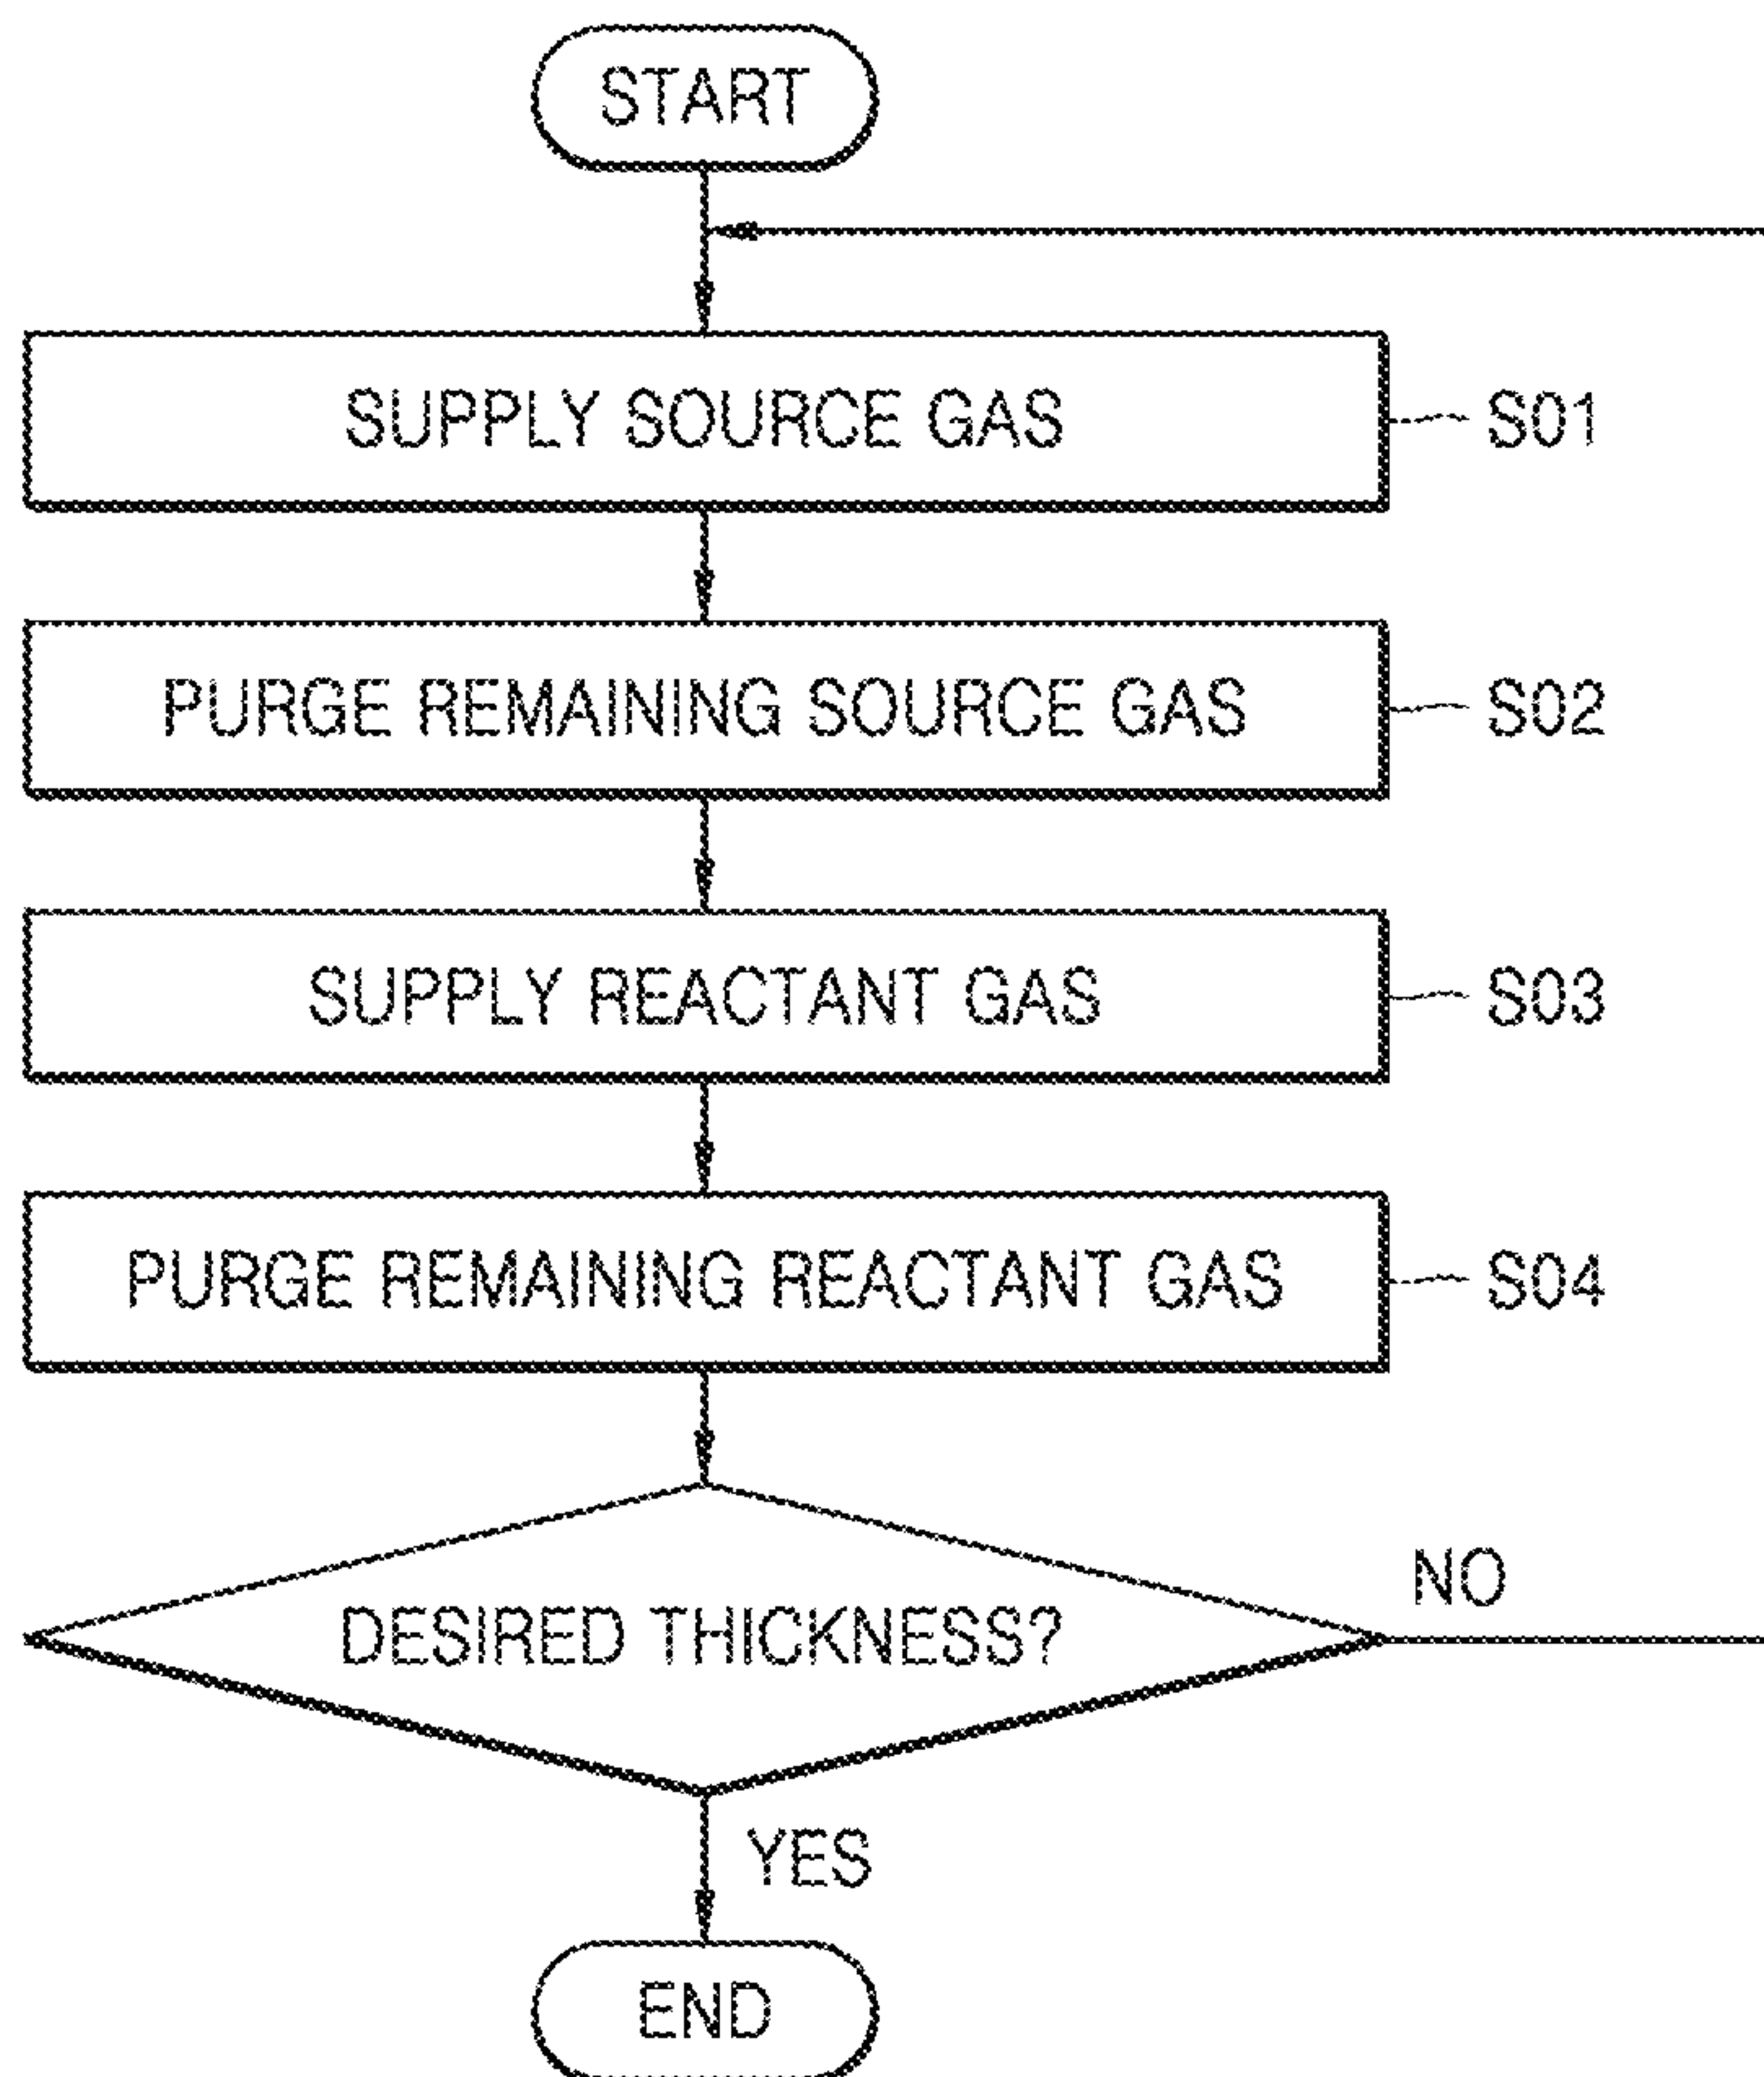 START
SUPPLY SOURCE GAS
S01
PURGE REMAINING SOURCE GAS
S02
SUPPLY REACTANT GAS
S03
PURGE REMAINING REACTANT GAS
S04
DESIRED THICKNESS?
NO
YES
END